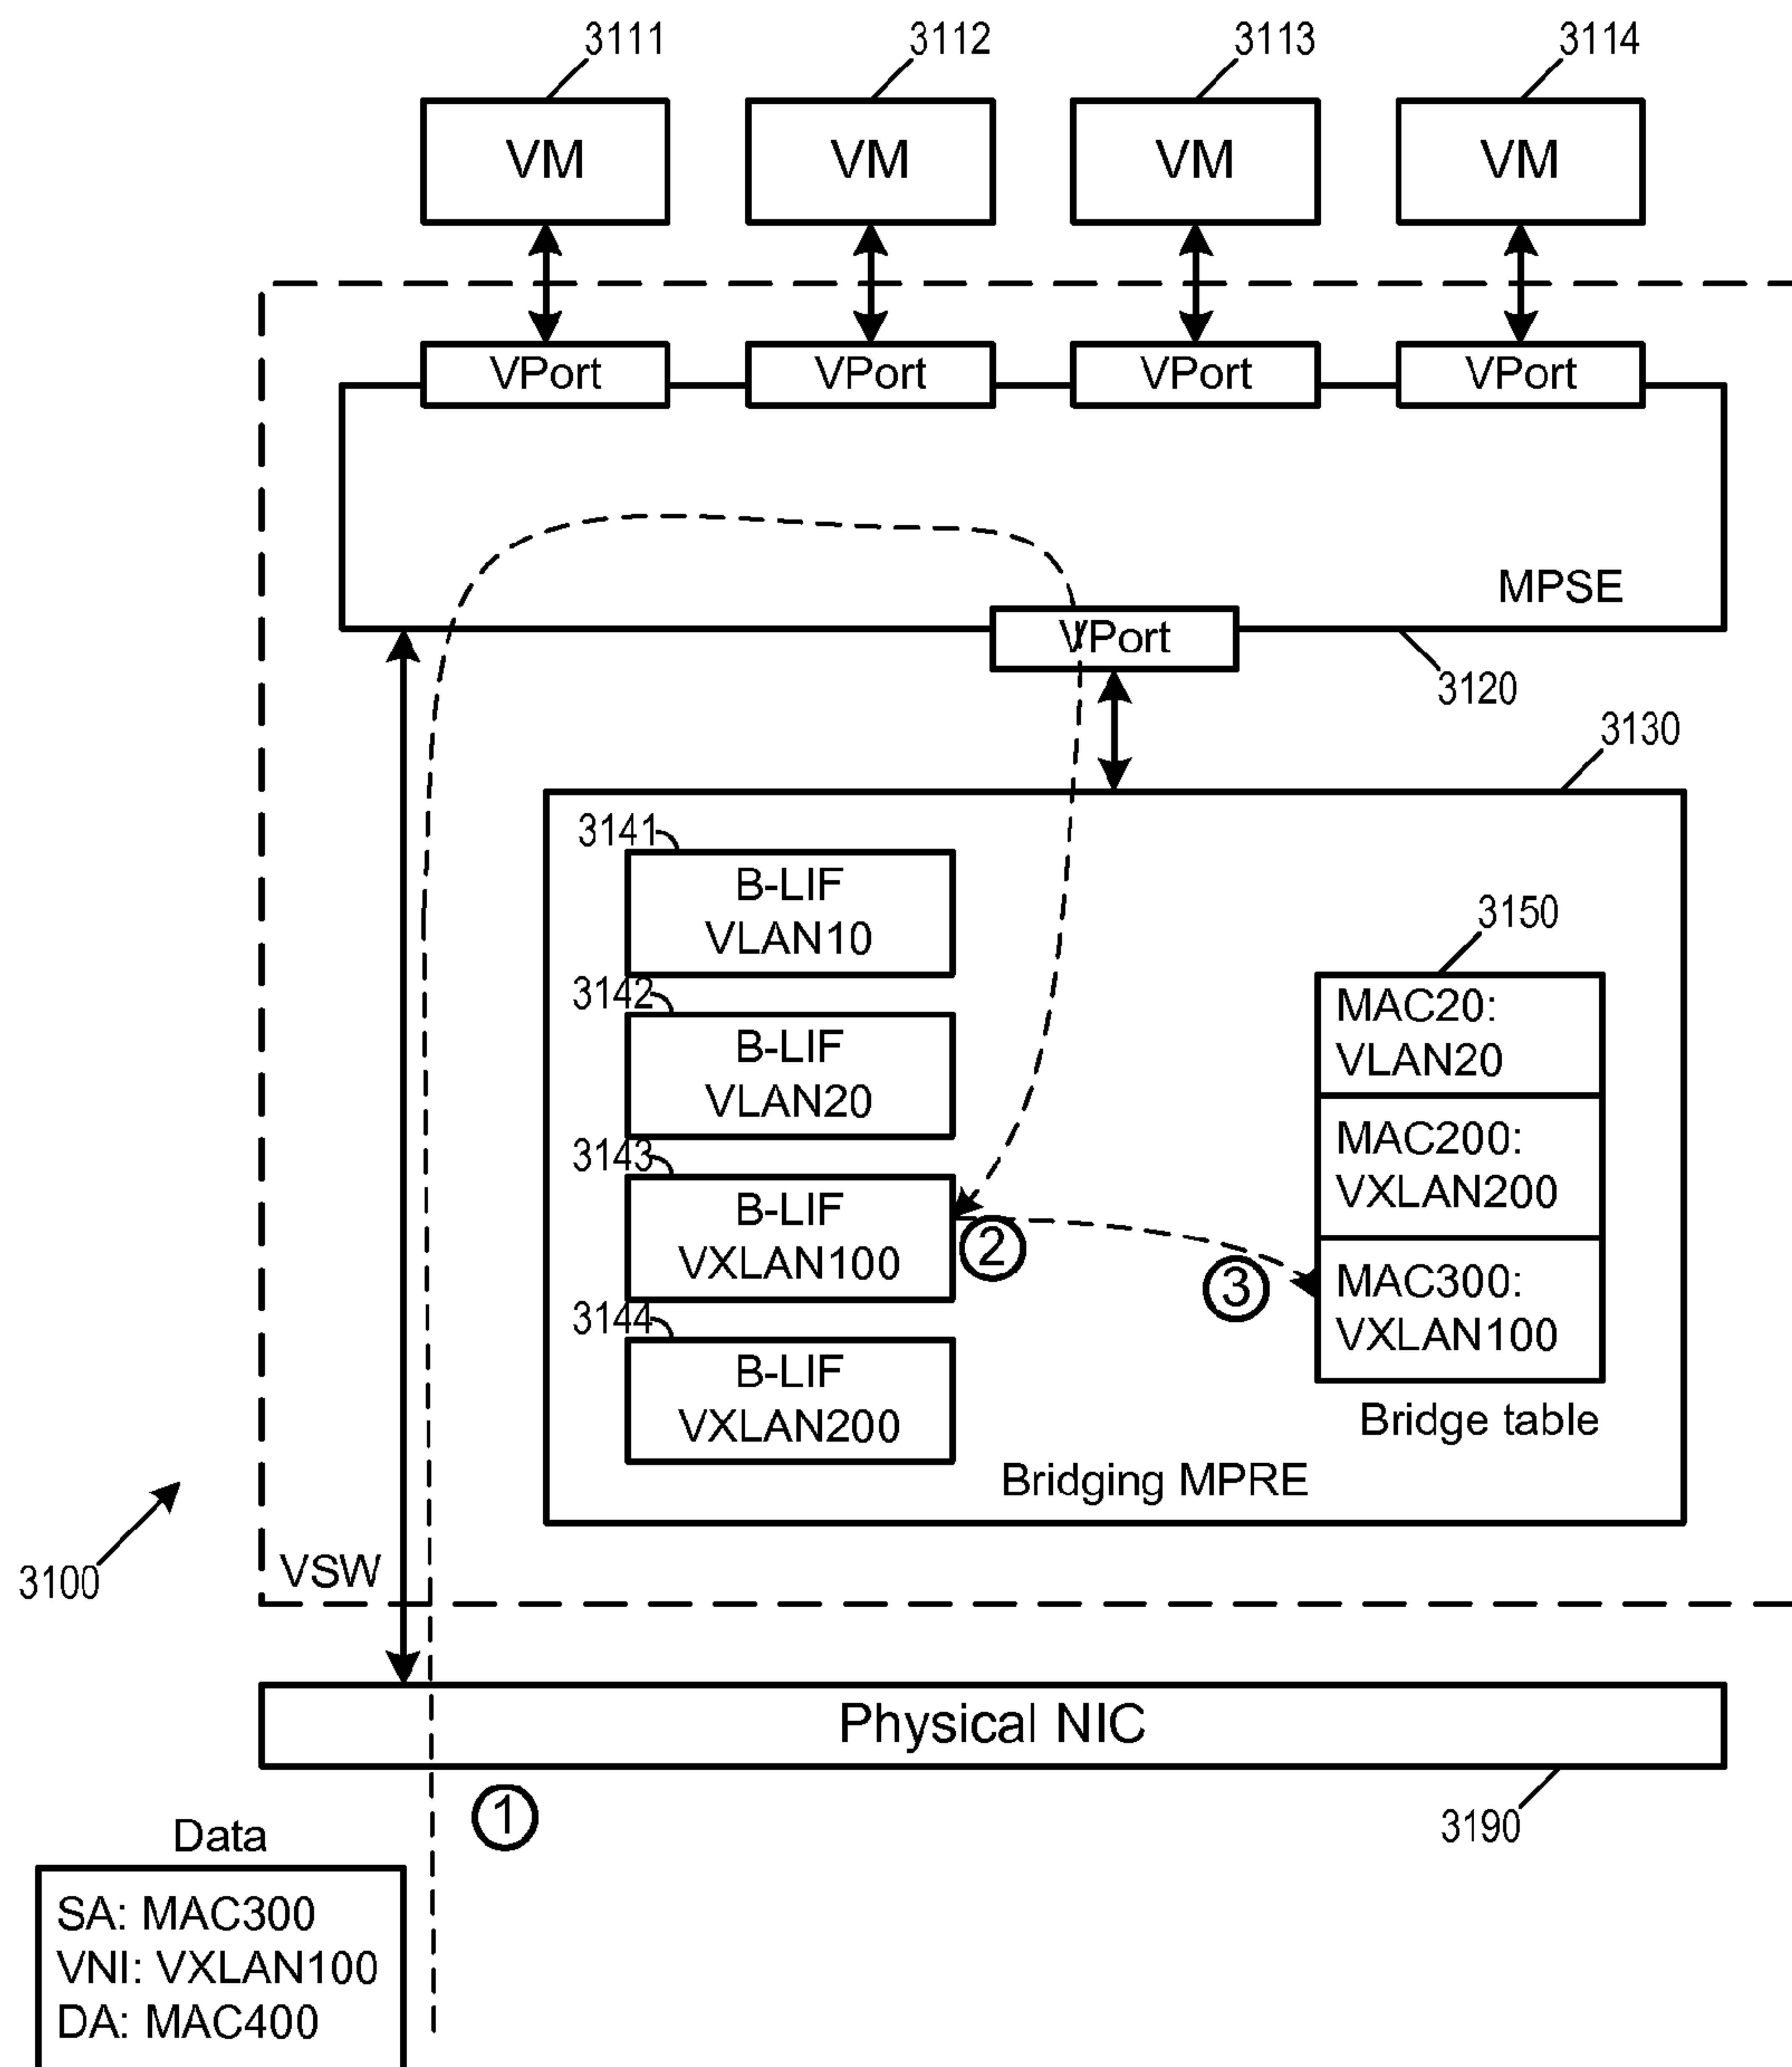 3111
3112
3113
3114
VM
VM
VM
VM
VPort
VPort
VPort
VPort
MPSE
VPort
3120
3130
3141
B-LIF
VLAN10
3142
B-LIF
VLAN20
3143
B-LIF
VXLAN100
3144
B-LIF
VXLAN200
3150
MAC20:
VLAN20
MAC200:
VXLAN200
MAC300:
VXLAN100
Bridge table
2
3
Bridging MPRE
3100
VSW
Physical NIC
3190
1
Data
SA: MAC300
VNI: VXLAN100
DA: MAC400